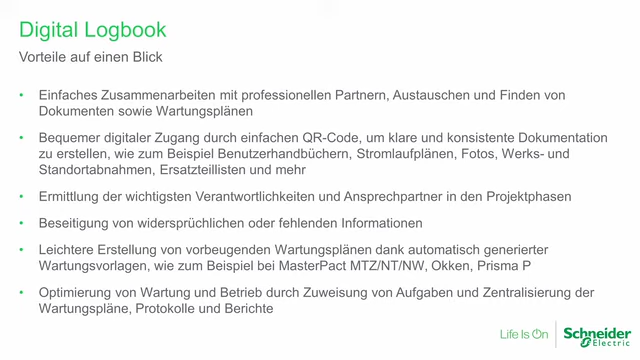 Digital Logbook
Vorteile auf einen Blick
• Einfaches Zusammenarbeiten mit professionellen Partnern, Austauschen und Finden von
Dokumenten sowie Wartungsplänen
• Bequemer digitaler Zugang durch einfachen QR-Code, um klare und konsistente Dokumentation
zu erstellen, wie zum Beispiel Benutzerhandbüchern, Stromlaufplänen, Fotos, Werks- und
Standortabnahmen, Ersatzteillisten und mehr
• Ermittlung der wichtigsten Verantwortlichkeiten und Ansprechpartner in den Projektphasen
• Beseitigung von widersprüchlichen oder fehlenden Informationen
• Leichtere Erstellung von vorbeugenden Wartungsplänen dank automatisch generierter
Wartungsvorlagen, wie zum Beispiel bei MasterPact MTZ/NT/NW, Okken, Prisma P
• Optimierung von Wartung und Betrieb durch Zuweisung von Aufgaben und Zentralisierung der
Wartungspläne, Protokolle und Berichte
Life Is On
Schneider
Electric